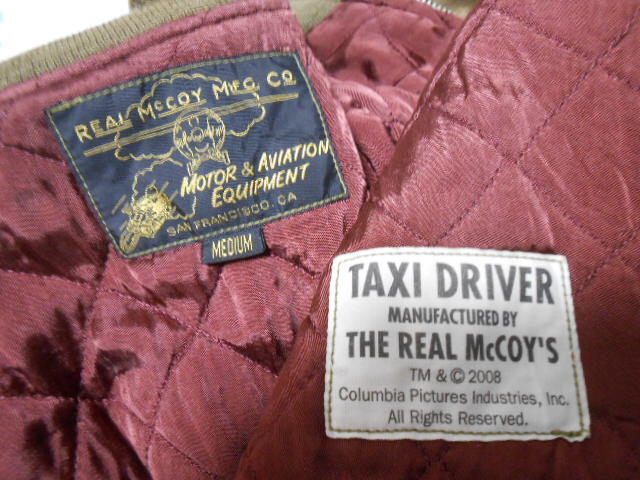 REAL McCOY MFG. CO.
MOTOR & AVIATION
EQUIPMENT
SAN FRANCISCO. CA
MEDIUM
TAXI DRIVER
MANUFACTURED BY
THE REAL McCOY'S
TM & © 2008
Columbia Pictures Industries, Inc.
All Rights Reserved.